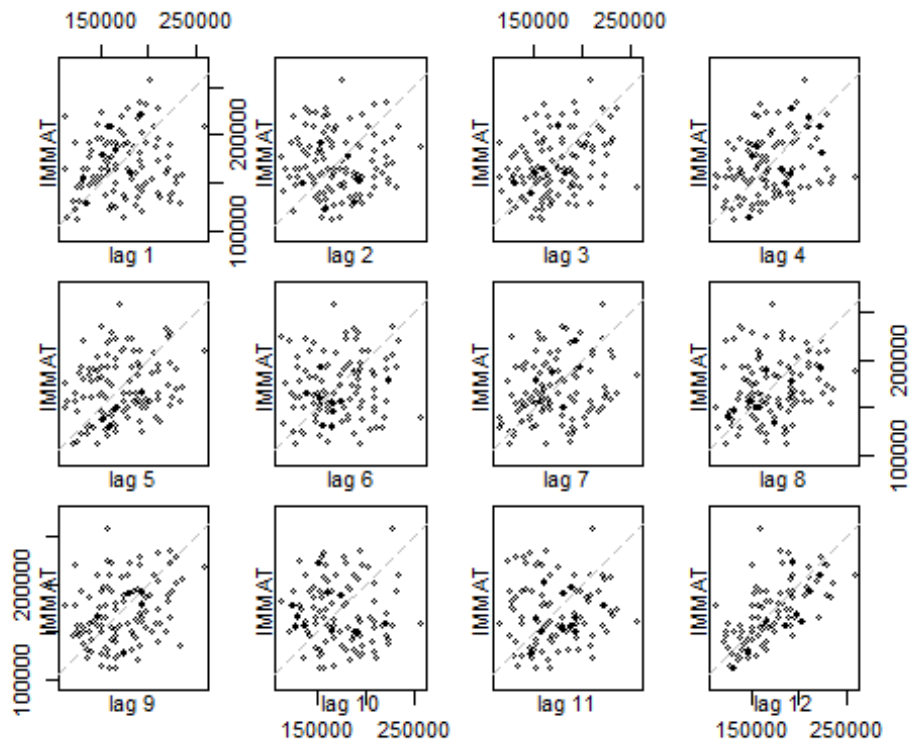 150000 250000 150000 250000
IMMAT IMMAT IMMAT IMMAT
100000 200000
lag 1 lag 2 lag 3 lag 4
IMMAT IMMAT IMMAT IMMAT
100000 200000
lag 5 lag 6 lag 7 lag 8
100000 200000
IMMAT IMMAT IMMAT IMMAT
lag 9 lag 10 lag 11 lag 12
150000 250000 150000 250000